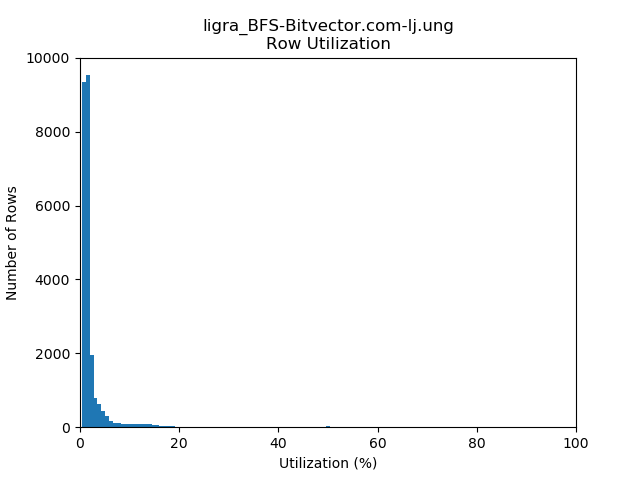 ligra_BFS-Bitvector.com-lj.ung
Row Utilization
10000
8000
6000
4000
2000
0
Number of Rows
0 20 40 60 80 100
Utilization (%)